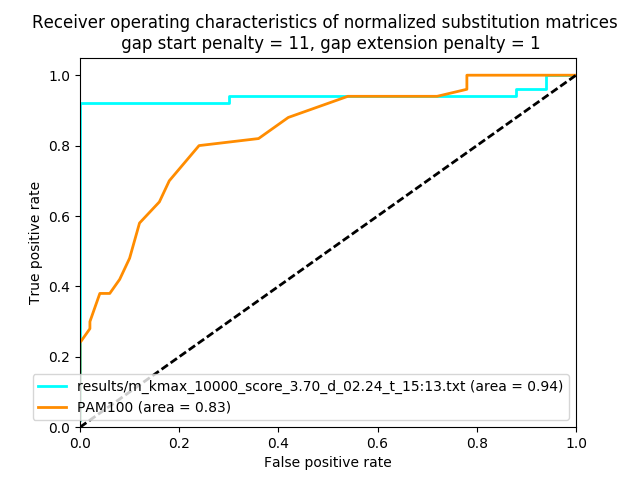 Receiver operating characteristics of normalized substitution matrices
gap start penalty = 11, gap extension penalty = 1
1.0
0.8
0.6
0.4
0.2
0.0
True positive rate
results/m_kmax_10000_score_3.70_d_02.24_t_15:13.txt (area = 0.94)
PAM100 (area = 0.83)
0.0 0.2 0.4 0.6 0.8 1.0
False positive rate